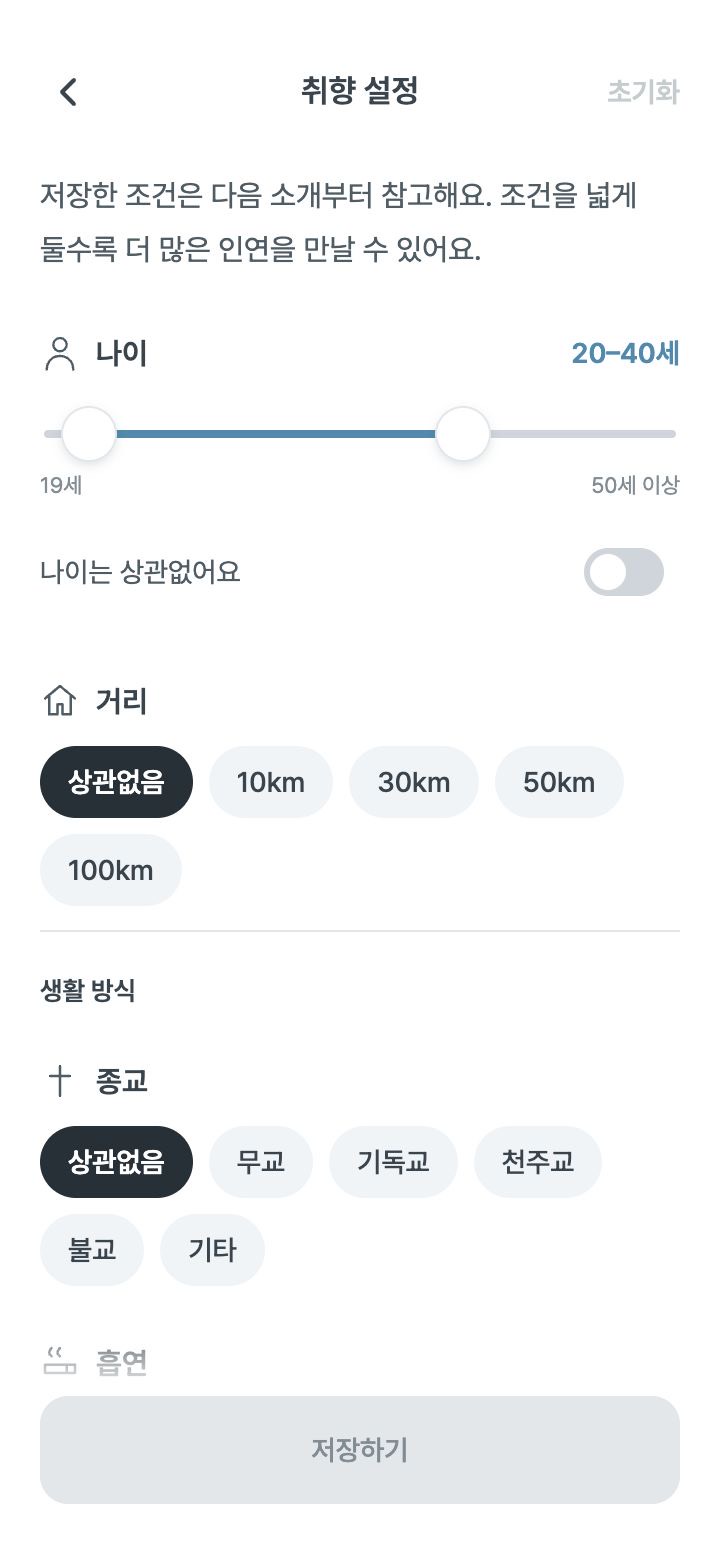 취향 설정
초기화
저장한 조건은 다음 소개부터 참고해요. 조건을 넓게
둘수록 더 많은 인연을 만날 수 있어요.
나이
20–40세
19세
50세 이상
나이는 상관없어요
거리
상관없음
10km
30km
50km
100km
생활 방식
종교
상관없음
무교
기독교
천주교
불교
기타
흡연
저장하기